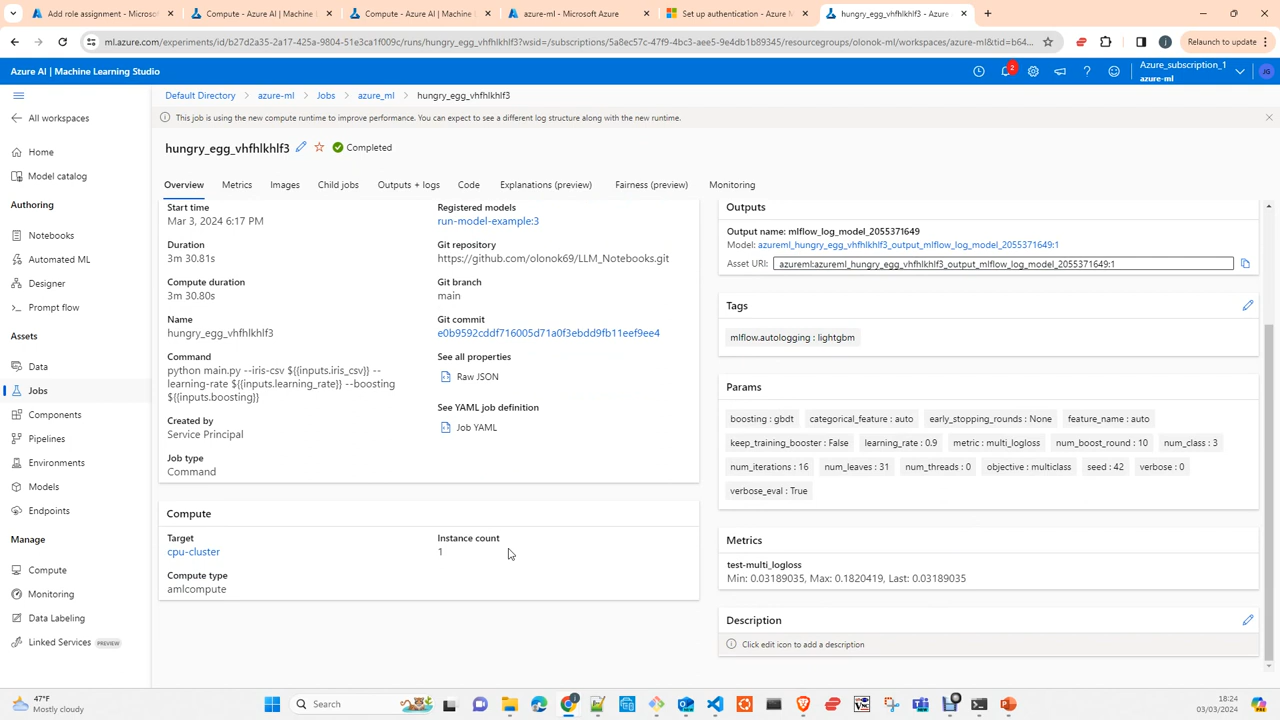 Add role assignment - Microsof
Compute - Azure AI | Machine L
Compute - Azure AI | Machine L
azure-ml - Microsoft Azure
Set up authentication - Azure M
hungry_egg_vhfhlkhlf3 - Azure
ml.azure.com/experiments/id/b27d2a35-2a17-425a-9804-51e3ca1f009c/runs/hungry_egg_vhfhlkhlf3?wsid=/subscriptions/5a8ec57c-47f9-4bc3-aee5-9e4db1b89345/resourcegroups/olonok-ml/workspaces/azure-ml&tid=b64...
Relaunch to update
Azure AI | Machine Learning Studio
2
Azure_subscription_1
azure-ml
JG
All workspaces
Home
Model catalog
Authoring
Notebooks
Automated ML
Designer
Prompt flow
Assets
Data
Jobs
Components
Pipelines
Environments
Models
Endpoints
Manage
Compute
Monitoring
Data Labeling
Linked Services PREVIEW
Default Directory > azure-ml > Jobs > azure_ml > hungry_egg_vhfhlkhlf3
This job is using the new compute runtime to improve performance. You can expect to see a different log structure along with the new runtime.
hungry_egg_vhfhlkhlf3 Completed
Overview Metrics Images Child jobs Outputs + logs Code Explanations (preview) Fairness (preview) Monitoring
Start time
Mar 3, 2024 6:17 PM
Duration
3m 30.81s
Compute duration
3m 30.80s
Name
hungry_egg_vhfhlkhlf3
Command
python main.py --iris-csv ${{inputs.iris_csv}} --
learning-rate ${{inputs.learning_rate}} --boosting
${{inputs.boosting}}
Created by
Service Principal
Job type
Command
Registered models
run-model-example:3
Git repository
https://github.com/olonok69/LLM_Notebooks.git
Git branch
main
Git commit
e0b9592cddf716005d71a0f3ebdd9fb11eef9ee4
See all properties
Raw JSON
See YAML job definition
Job YAML
Compute
Target
cpu-cluster
Compute type
amlcompute
Instance count
1
Outputs
Output name: mlflow_log_model_2055371649
Model: azureml_hungry_egg_vhfhlkhlf3_output_mlflow_log_model_2055371649:1
Asset URI: azureml:azureml_hungry_egg_vhfhlkhlf3_output_mlflow_log_model_2055371649:1
Tags
mlflow.autologging : lightgbm
Params
boosting : gbdt categorical_feature : auto early_stopping_rounds : None feature_name : auto
keep_training_booster : False learning_rate : 0.9 metric : multi_logloss num_boost_round : 10 num_class : 3
num_iterations : 16 num_leaves : 31 num_threads : 0 objective : multiclass seed : 42 verbose : 0
verbose_eval : True
Metrics
test-multi_logloss
Min: 0.03189035, Max: 0.1820419, Last: 0.03189035
Description
Click edit icon to add a description
47°F
Mostly cloudy
Search
18:24
03/03/2024